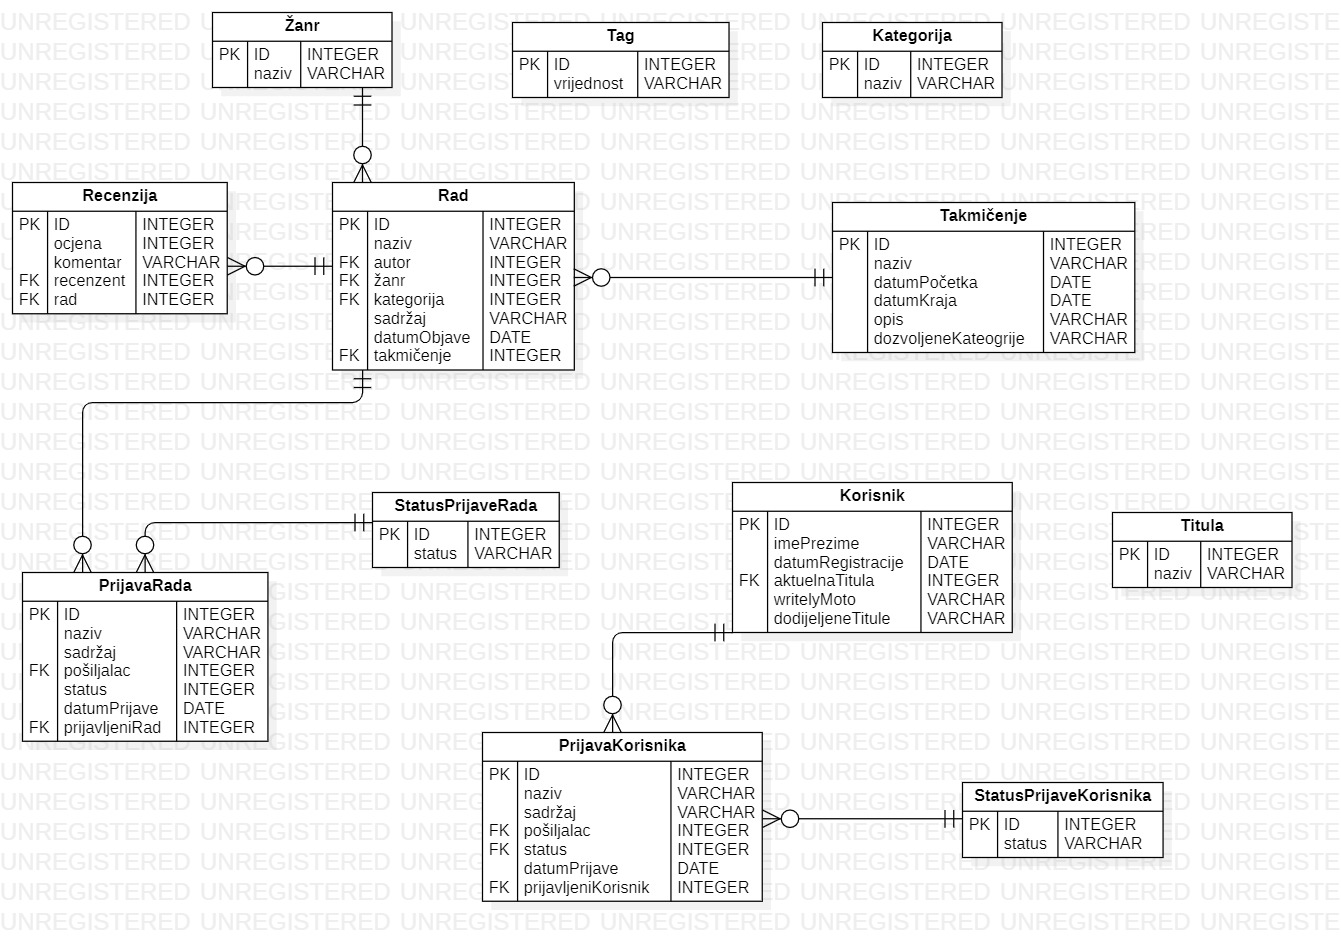 Žanr
PK ID INTEGER
naziv VARCHAR
Tag
PK ID INTEGER
vrijednost VARCHAR
Kategorija
PK ID INTEGER
naziv VARCHAR
Recenzija
PK ID INTEGER
ocjena INTEGER
komentar VARCHAR
FK recenzent INTEGER
FK rad INTEGER
Rad
PK ID INTEGER
naziv VARCHAR
FK autor INTEGER
FK žanr INTEGER
FK kategorija INTEGER
sadržaj VARCHAR
datumObjave DATE
FK takmičenje INTEGER
Takmičenje
PK ID INTEGER
naziv VARCHAR
datumPočetka DATE
datumKraja DATE
opis VARCHAR
dozvoljeneKateogrije VARCHAR
StatusPrijaveRada
PK ID INTEGER
status VARCHAR
Korisnik
PK ID INTEGER
imePrezime VARCHAR
datumRegistracije DATE
FK aktuelnaTitula INTEGER
writelyMoto VARCHAR
dodijeljeneTitule VARCHAR
Titula
PK ID INTEGER
naziv VARCHAR
PrijavaRada
PK ID INTEGER
naziv VARCHAR
sadržaj VARCHAR
FK pošiljalac INTEGER
status INTEGER
datumPrijave DATE
FK prijavljeniRad INTEGER
PrijavaKorisnika
PK ID INTEGER
naziv VARCHAR
sadržaj VARCHAR
FK pošiljalac INTEGER
FK status INTEGER
datumPrijave DATE
FK prijavljeniKorisnik INTEGER
StatusPrijaveKorisnika
PK ID INTEGER
status VARCHAR
UNREGISTERED